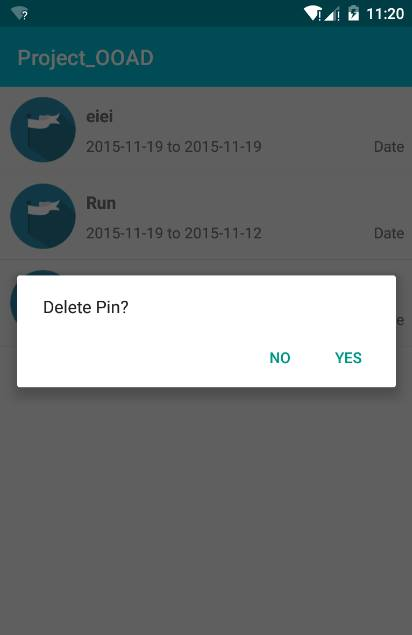 11:20
Project_OOAD
eiei
2015-11-19 to 2015-11-19
Date
Run
2015-11-19 to 2015-11-12
Date
Delete Pin?
NO
YES